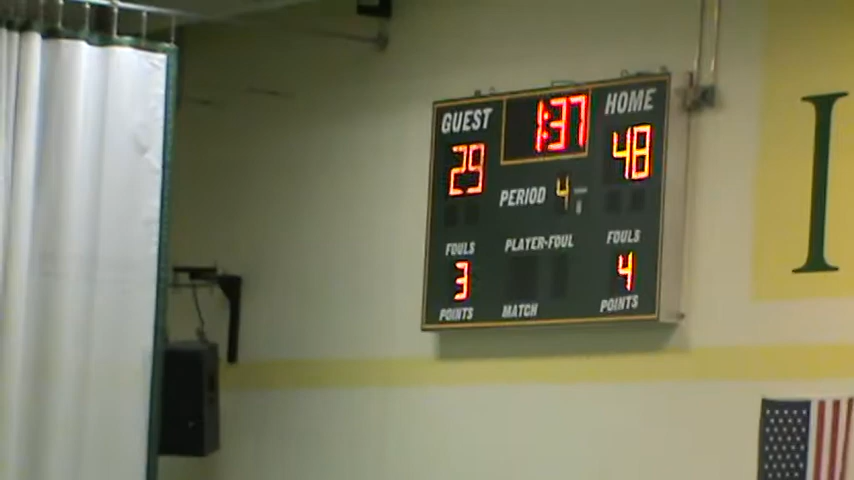 GUEST 1:37 HOME
29 48
PERIOD 4
FOULS PLAYER-FOUL FOULS
3 4
POINTS MATCH POINTS
I